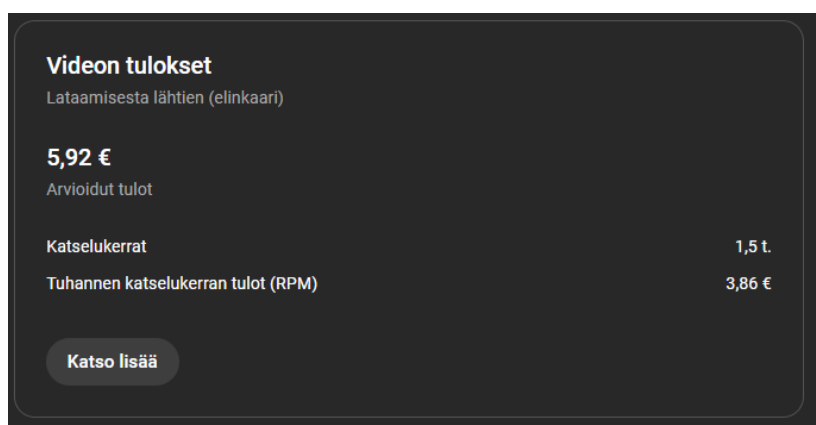 Videon tulokset
Lataamisesta lähtien (elinkaari)
5,92 €
Arvioidut tulot
Katselukerrat 1,5 t.
Tuhannen katselukerran tulot (RPM) 3,86 €
Katso lisää